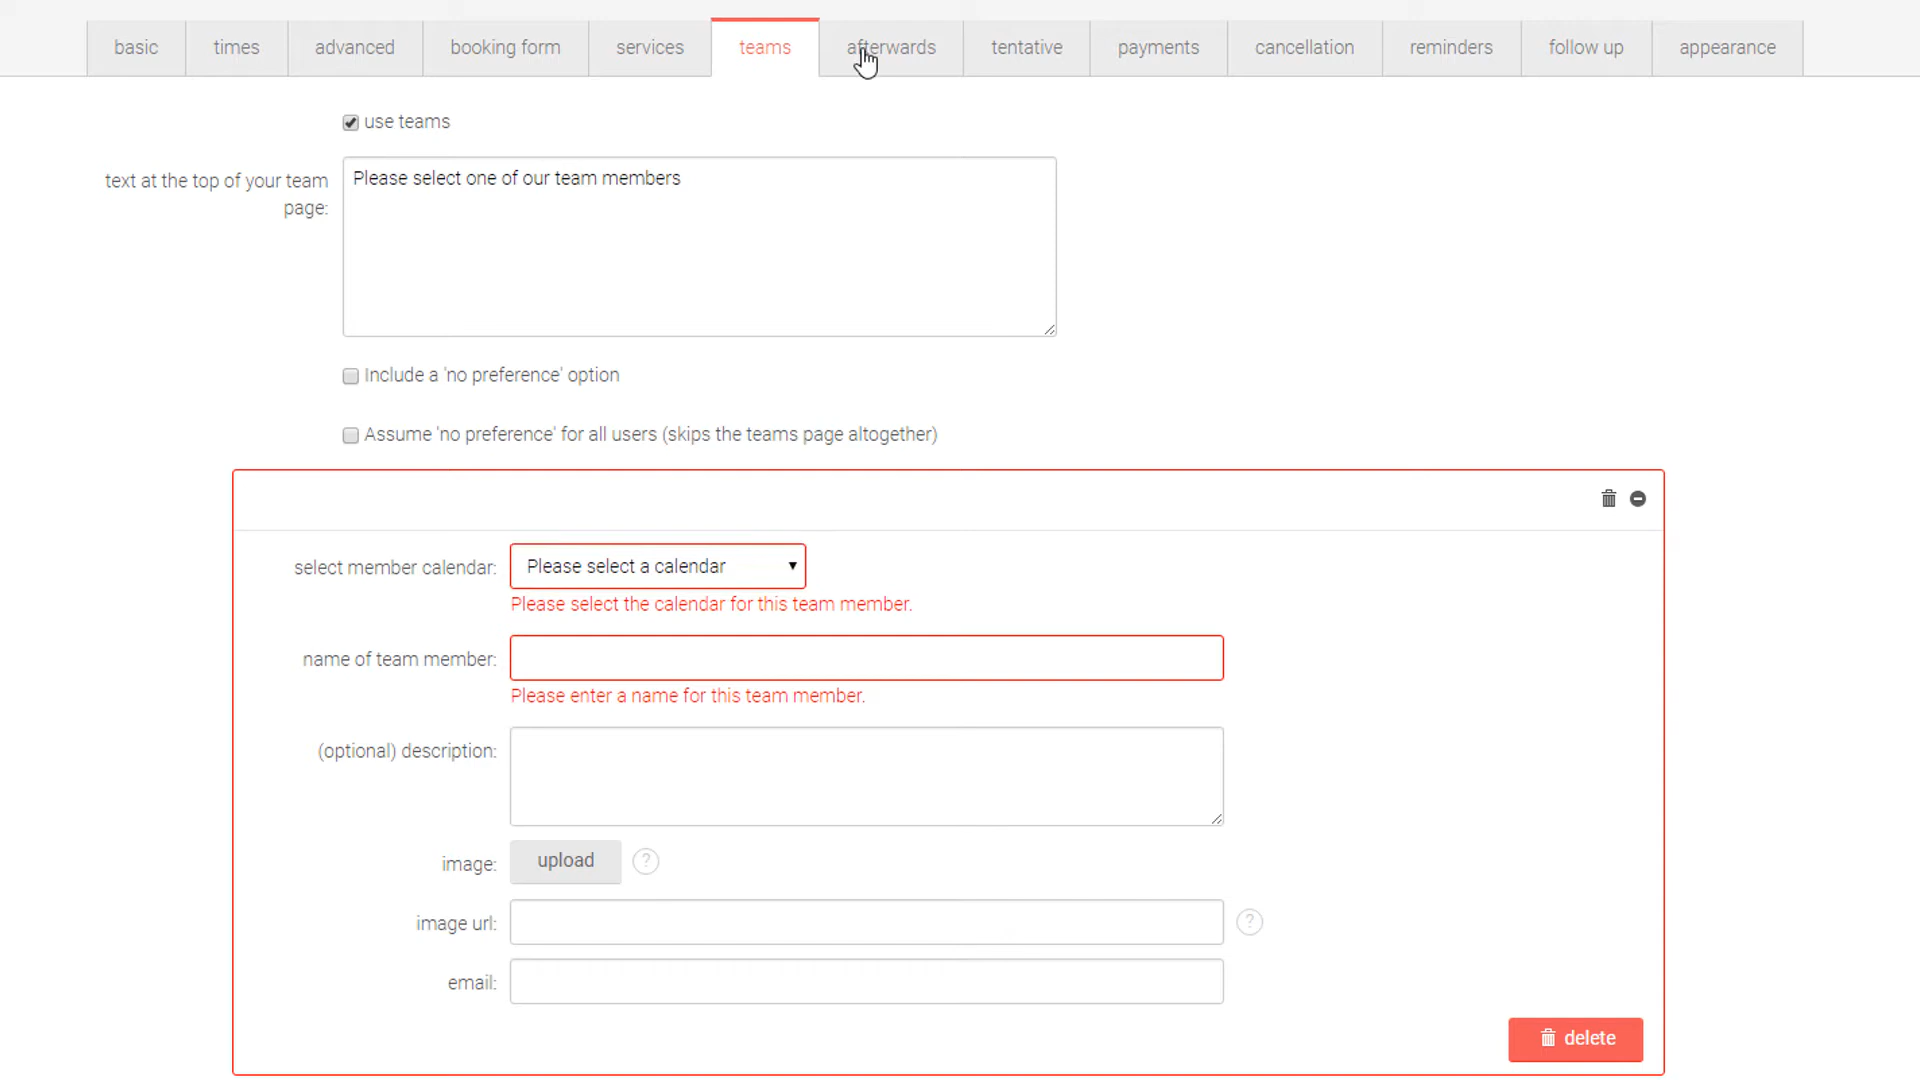 basic
times
advanced
booking form
services
teams
afterwards
tentative
payments
cancellation
reminders
follow up
appearance
use teams
text at the top of your team
page:
Please select one of our team members
Include a 'no preference' option
Assume 'no preference' for all users (skips the teams page altogether)
select member calendar:
Please select a calendar
Please select the calendar for this team member.
name of team member:
Please enter a name for this team member.
(optional) description:
image:
upload
?
image url:
?
email:
delete